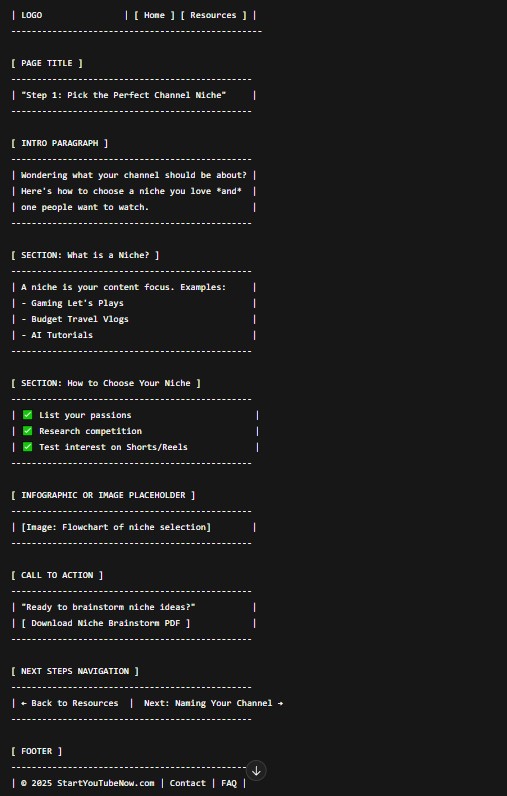 | LOGO                | [ Home ] [ Resources ] |
-------------------------------------------------
[ PAGE TITLE ]
-----------------------------------------------
| "Step 1: Pick the Perfect Channel Niche"     |
-----------------------------------------------
[ INTRO PARAGRAPH ]
-----------------------------------------------
| Wondering what your channel should be about? |
| Here's how to choose a niche you love *and*  |
| one people want to watch.                    |
-----------------------------------------------
[ SECTION: What is a Niche? ]
-----------------------------------------------
| A niche is your content focus. Examples:     |
| - Gaming Let's Plays                         |
| - Budget Travel Vlogs                        |
| - AI Tutorials                               |
-----------------------------------------------
[ SECTION: How to Choose Your Niche ]
-----------------------------------------------
| ✅ List your passions                        |
| ✅ Research competition                      |
| ✅ Test interest on Shorts/Reels             |
-----------------------------------------------
[ INFOGRAPHIC OR IMAGE PLACEHOLDER ]
-----------------------------------------------
| [Image: Flowchart of niche selection]        |
-----------------------------------------------
[ CALL TO ACTION ]
-----------------------------------------------
| "Ready to brainstorm niche ideas?"           |
| [ Download Niche Brainstorm PDF ]            |
-----------------------------------------------
[ NEXT STEPS NAVIGATION ]
-----------------------------------------------
| ← Back to Resources  |  Next: Naming Your Channel →
-----------------------------------------------
[ FOOTER ]
-----------------------------------------------
| © 2025 StartYouTubeNow.com | Contact | FAQ |